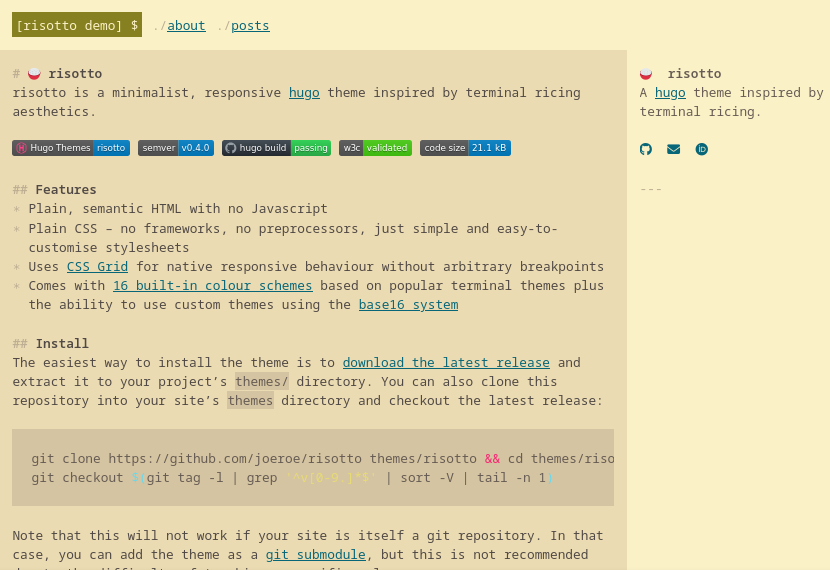 [risotto demo] $ ./about ./posts
# risotto
risotto is a minimalist, responsive hugo theme inspired by terminal ricing
aesthetics.
Hugo Themes risotto semver v0.4.0 hugo build passing w3c validated code size 21.1 kB
## Features
* Plain, semantic HTML with no Javascript
* Plain CSS – no frameworks, no preprocessors, just simple and easy-to-
customise stylesheets
* Uses CSS Grid for native responsive behaviour without arbitrary breakpoints
* Comes with 16 built-in colour schemes based on popular terminal themes plus
the ability to use custom themes using the base16 system
## Install
The easiest way to install the theme is to download the latest release and
extract it to your project’s themes/ directory. You can also clone this
repository into your site’s themes directory and checkout the latest release:
git clone https://github.com/joeroe/risotto themes/risotto && cd themes/riso
git checkout $(git tag -l | grep '^v[0-9.]*$' | sort -V | tail -n 1)
Note that this will not work if your site is itself a git repository. In that
case, you can add the theme as a git submodule, but this is not recommended
risotto
A hugo theme inspired by
terminal ricing.
---